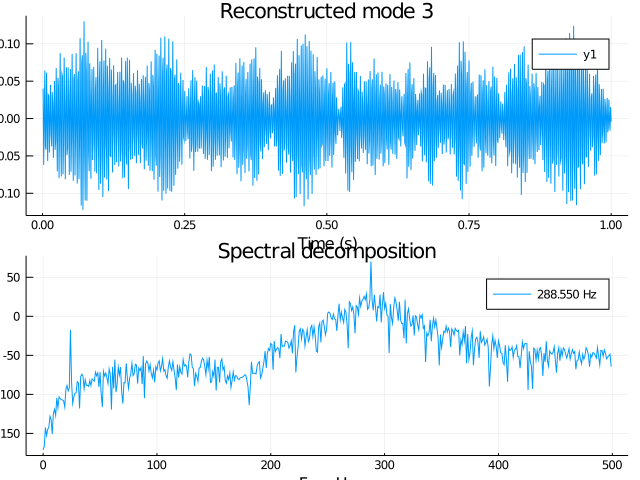 Reconstructed mode 3
0.10
0.05
0.00
0.05
0.10
y1
0.00 0.25 0.50 0.75 1.00
Time (s)
Spectral decomposition
50
0
-50
100
150
288.550 Hz
0 100 200 300 400 500